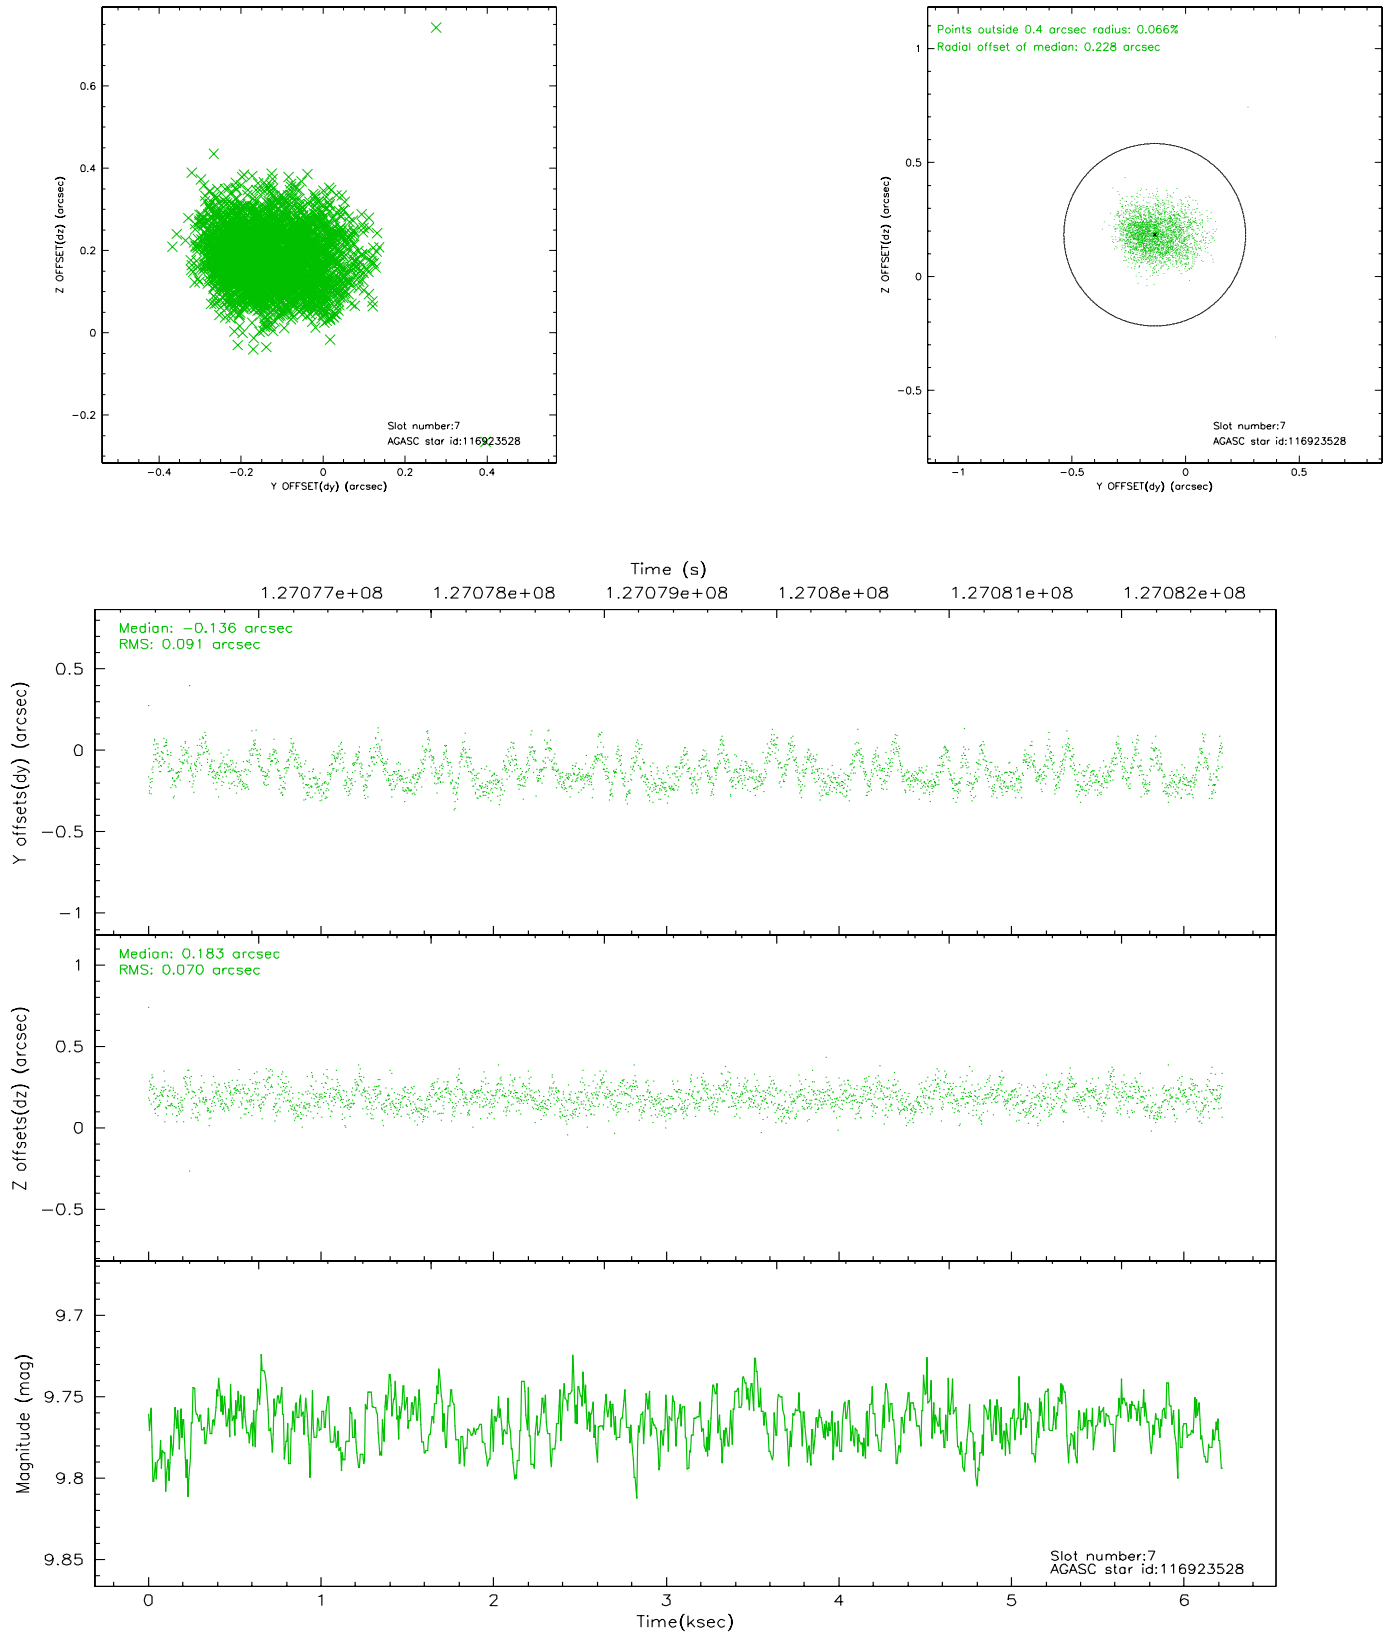 0.6
0.4
0.2
0
−0.2
Z OFFSET(dz) (arcsec)
Slot number:7
AGASC star id:116923528
−0.4
−0.2
0
0.2
0.4
Y OFFSET(dy) (arcsec)
Points outside 0.4 arcsec radius: 0.066%
Radial offset of median: 0.228 arcsec
1
0.5
0
−0.5
Z OFFSET(dz) (arcsec)
Slot number:7
AGASC star id:116923528
−1
−0.5
0
0.5
Y OFFSET(dy) (arcsec)
Time (s)
1.27077e+08
1.27078e+08
1.27079e+08
1.2708e+08
1.27081e+08
1.27082e+08
Median: −0.136 arcsec
RMS: 0.091 arcsec
0.5
0
−0.5
−1
Y offsets(dy) (arcsec)
Median: 0.183 arcsec
RMS: 0.070 arcsec
1
0.5
0
−0.5
Z offsets(dz) (arcsec)
9.7
9.75
9.8
9.85
Magnitude (mag)
Slot number:7
AGASC star id:116923528
0
1
2
3
4
5
6
Time(ksec)